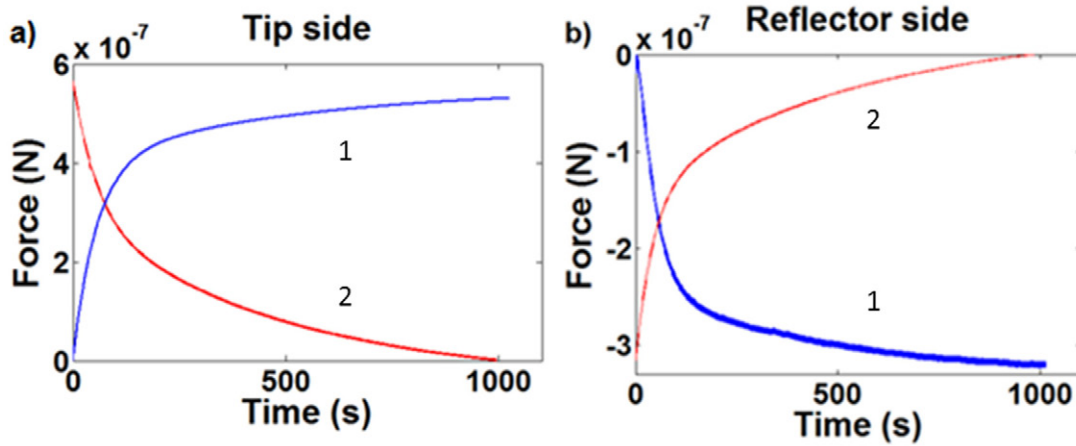 a) Tip side
x 10⁻⁷
6
4
2
0
Force (N)
1
2
0 500 1000
Time (s)
b) Reflector side
0 x 10⁻⁷
-1
-2
-3
Force (N)
2
1
0 500 1000
Time (s)